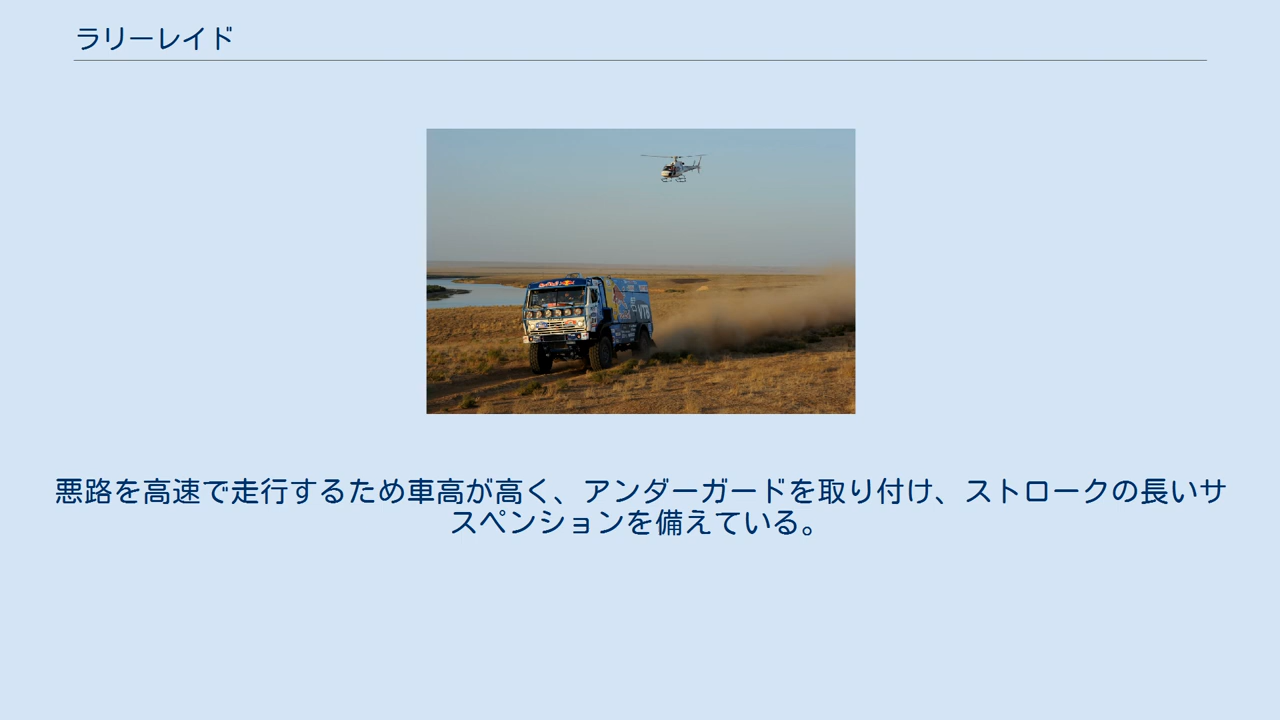 ラリーレイド
悪路を高速で走行するため車高が高く、アンダーガードを取り付け、ストロークの長いサ
スペンションを備えている。